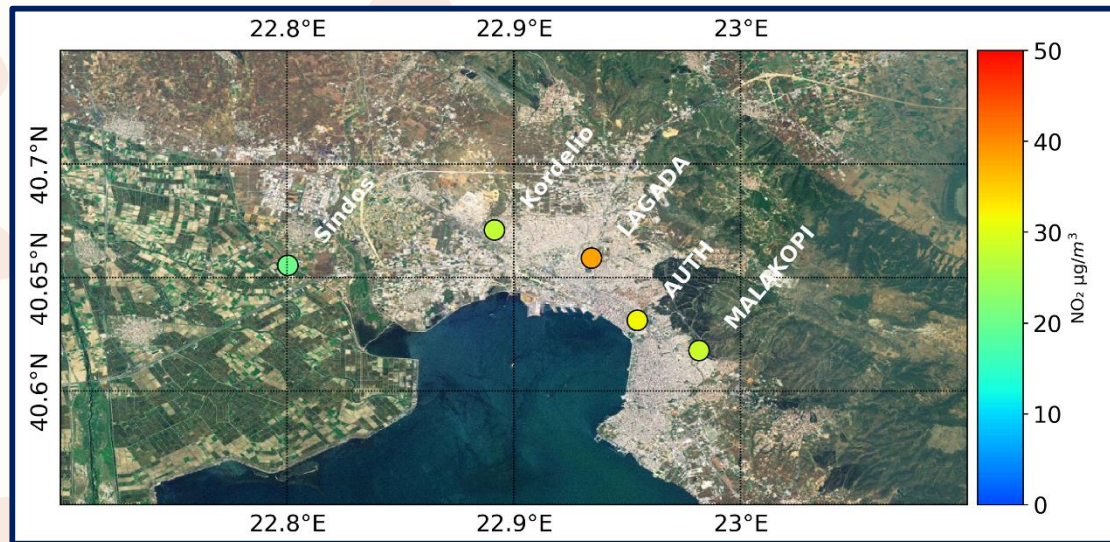 22.8°E 22.9°E 23°E
40.7°N
40.65°N
40.6°N
Sindos
Kordelio
LAGADA
AUTH
MALAKOPI
22.8°E 22.9°E 23°E
50
40
30
20
10
0
NO₂ µg/m³